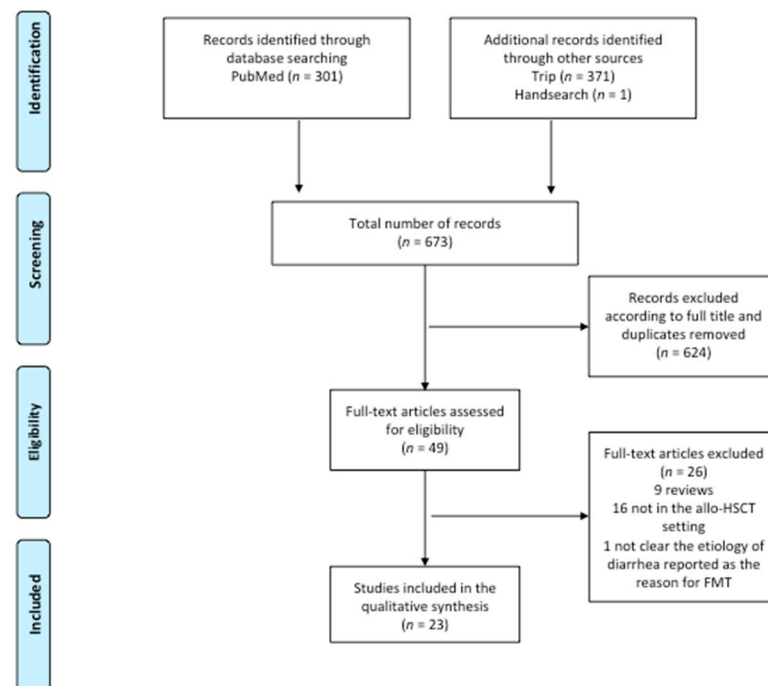 Identification
Records identified through
database searching
PubMed (n = 301)
Additional records identified
through other sources
Trip (n = 371)
Handsearch (n = 1)
Screening
Total number of records
(n = 673)
Records excluded
according to full title and
duplicates removed
(n = 624)
Eligibility
Full-text articles assessed
for eligibility
(n = 49)
Full-text articles excluded
(n = 26)
9 reviews
16 not in the allo-HSCT
setting
1 not clear the etiology of
diarrhea reported as the
reason for FMT
Included
Studies included in the
qualitative synthesis
(n = 23)